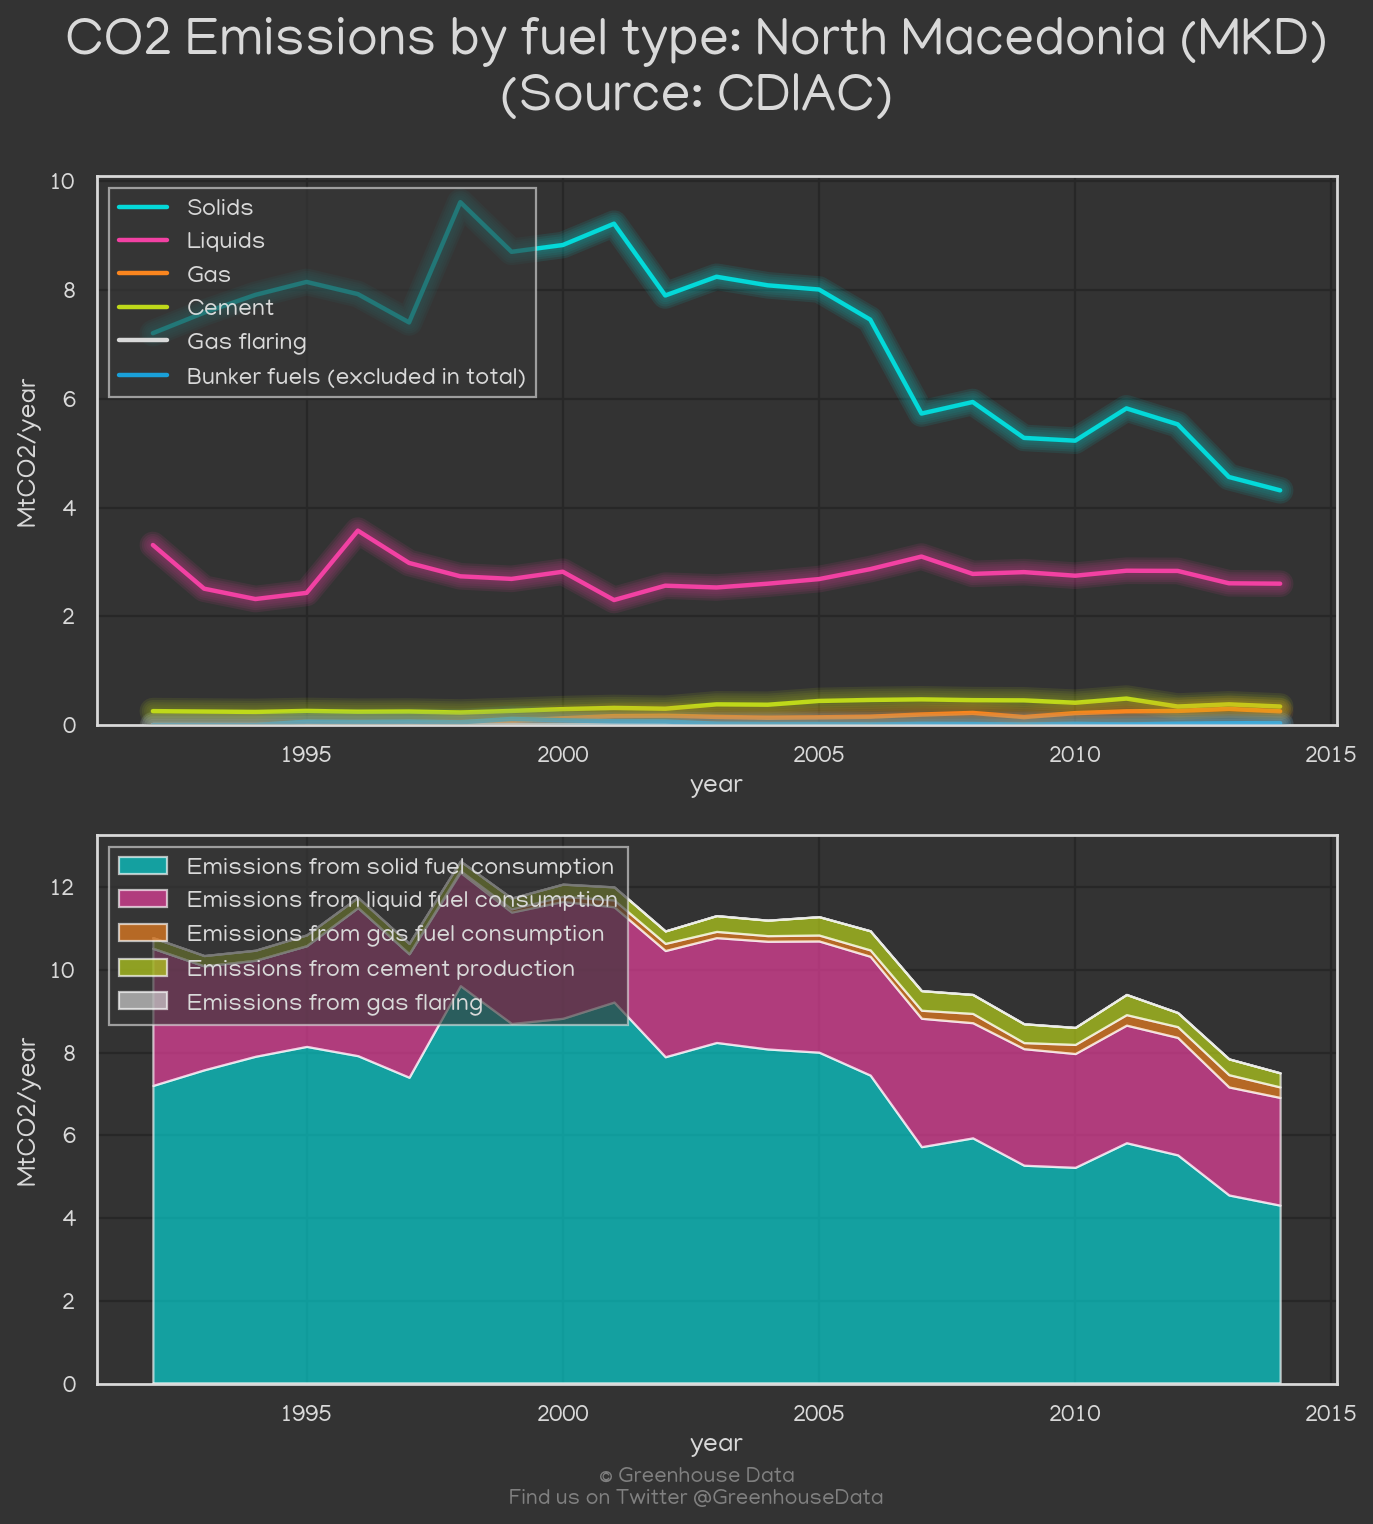 CO2 Emissions by fuel type: North Macedonia (MKD)
(Source: CDIAC)
10
8
6
4
2
0
MtCO2/year
Solids
Liquids
Gas
Cement
Gas flaring
Bunker fuels (excluded in total)
1995
2000
2005
2010
2015
year
12
10
8
6
4
2
0
MtCO2/year
Emissions from solid fuel consumption
Emissions from liquid fuel consumption
Emissions from gas fuel consumption
Emissions from cement production
Emissions from gas flaring
1995
2000
2005
2010
2015
year
© Greenhouse Data
Find us on Twitter @GreenhouseData